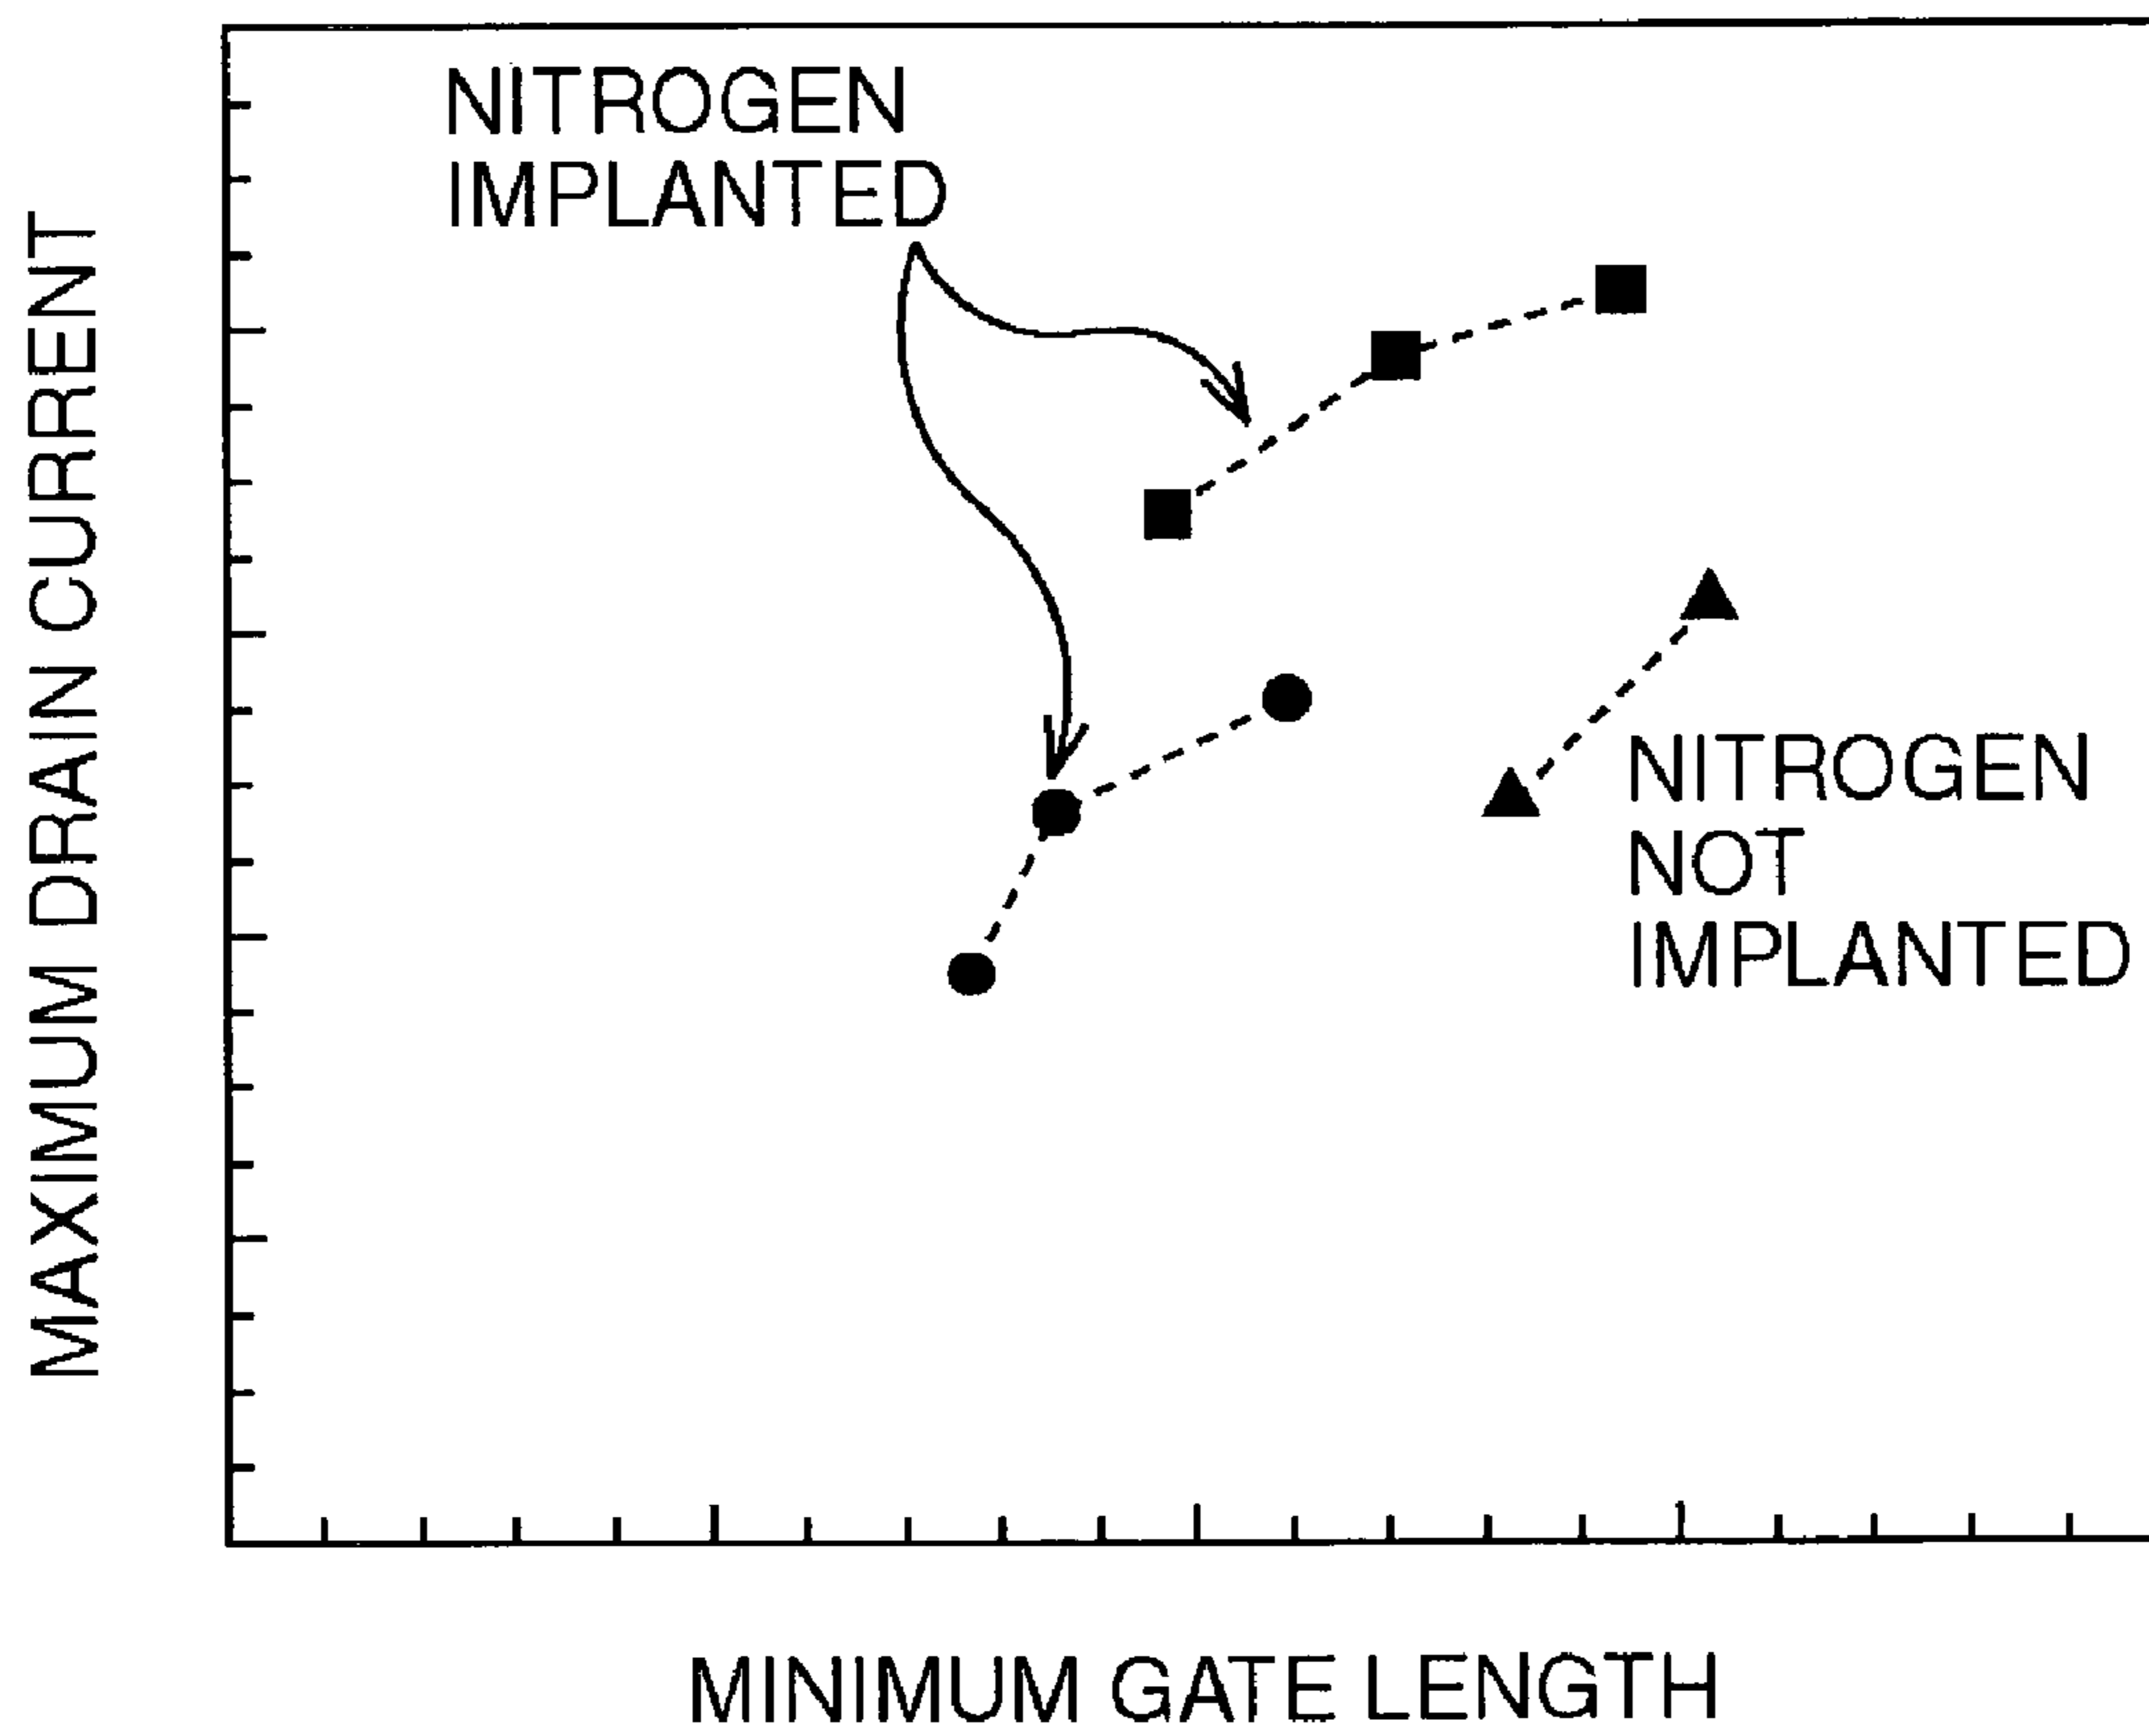 NITROGEN
IMPLANTED
MAXIMUM DRAIN CURRENT
NITROGEN
NOT
IMPLANTED
MINIMUM GATE LENGTH